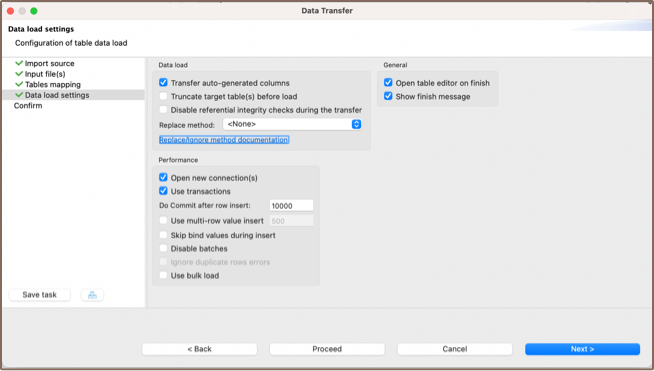 Data Transfer
Data load settings
Configuration of table data load
Import source
Input file(s)
Tables mapping
Data load settings
Confirm
Data load
Transfer auto-generated columns
Truncate target table(s) before load
Disable referential integrity checks during the transfer
Replace method: <None>
Replace/Ignore method documentation
General
Open table editor on finish
Show finish message
Performance
Open new connection(s)
Use transactions
Do Commit after row insert: 10000
Use multi-row value insert 500
Skip bind values during insert
Disable batches
Ignore duplicate rows errors
Use bulk load
Save task
< Back Proceed Cancel Next >